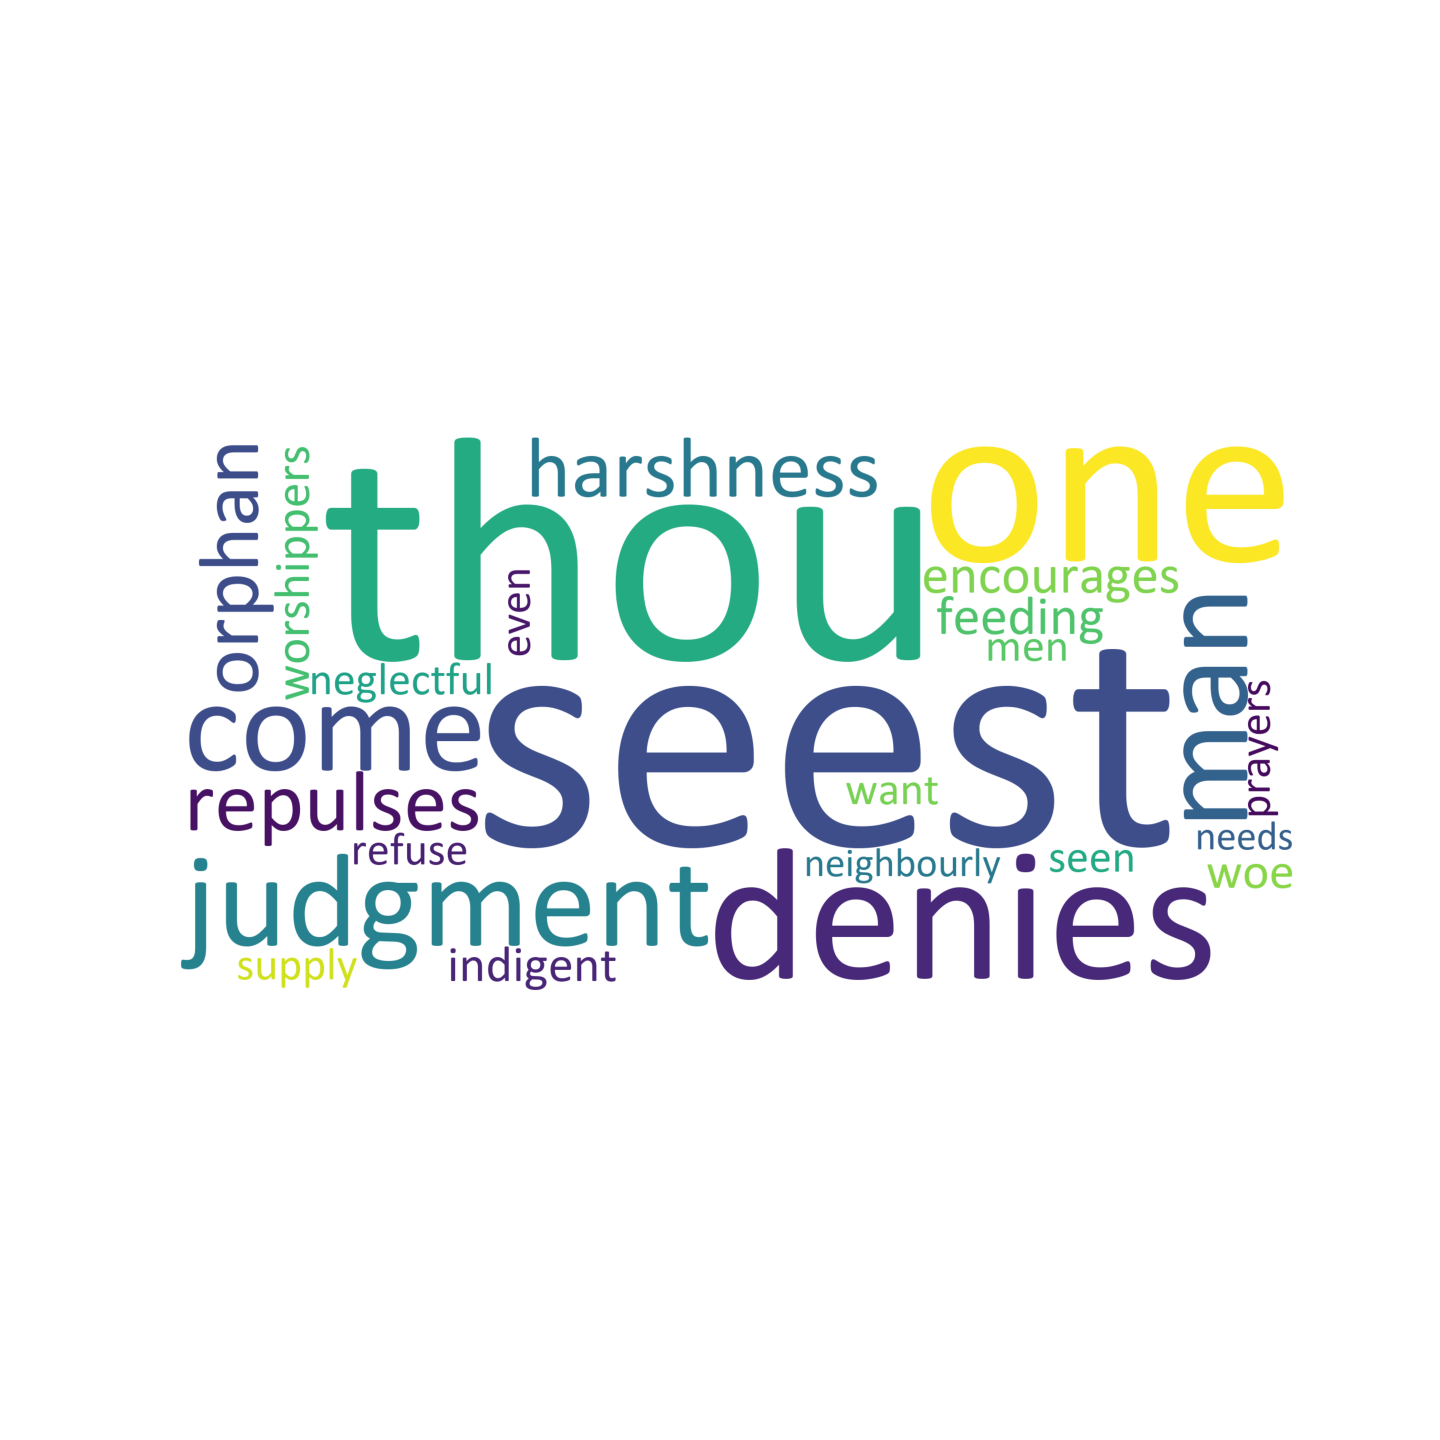 orphan
worshippers
thou
harshness
one
even
encourages
feeding
men
neglectful
man
come
seest
prayers
repulses
want
refuse
needs
judgment
neighbourly
seen
woe
denies
supply
indigent